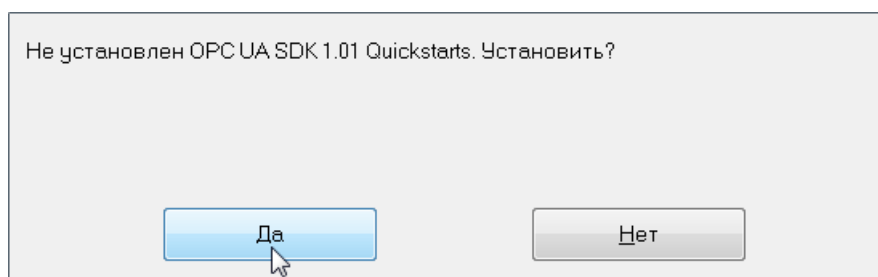 Не установлен OPC UA SDK 1.01 Quickstarts. Установить?
Да
Нет